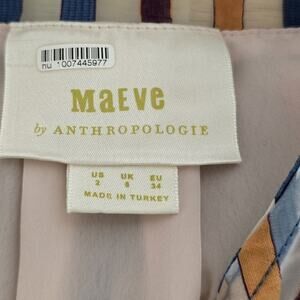 nu 1007445977
MaEVe
by ANTHROPOLOGIE
US UK EU
2 6 34
MADE IN TURKEY